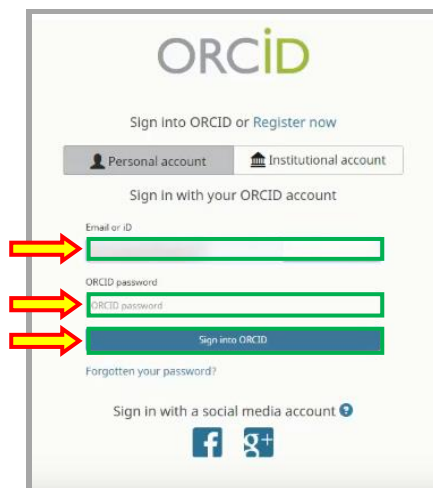 ORCiD
Sign into ORCID or Register now
Personal account
Institutional account
Sign in with your ORCID account
Email or iD
ORCID password
ORCID password
Sign into ORCID
Forgotten your password?
Sign in with a social media account ?
f g+